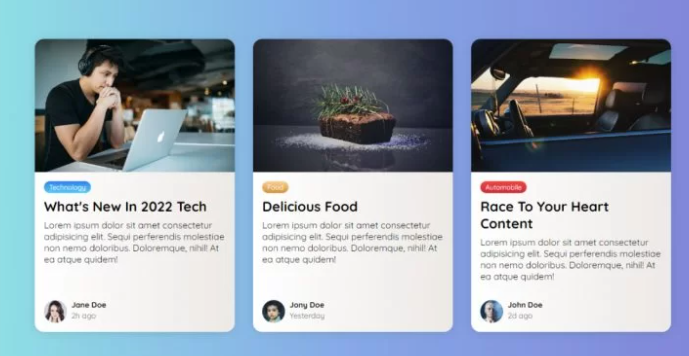 Technology
What's New In 2022 Tech
Lorem ipsum dolor sit amet consectetur
adipisicing elit. Sequi perferendis molestiae
non nemo doloribus. Doloremque, nihil! At
ea atque quidem!
Jane Doe
2h ago
Food
Delicious Food
Lorem ipsum dolor sit amet consectetur
adipisicing elit. Sequi perferendis molestiae
non nemo doloribus. Doloremque, nihil! At
ea atque quidem!
Jony Doe
Yesterday
Automobile
Race To Your Heart
Content
Lorem ipsum dolor sit amet consectetur
adipisicing elit. Sequi perferendis molestiae
non nemo doloribus. Doloremque, nihil! At
ea atque quidem!
John Doe
2d ago